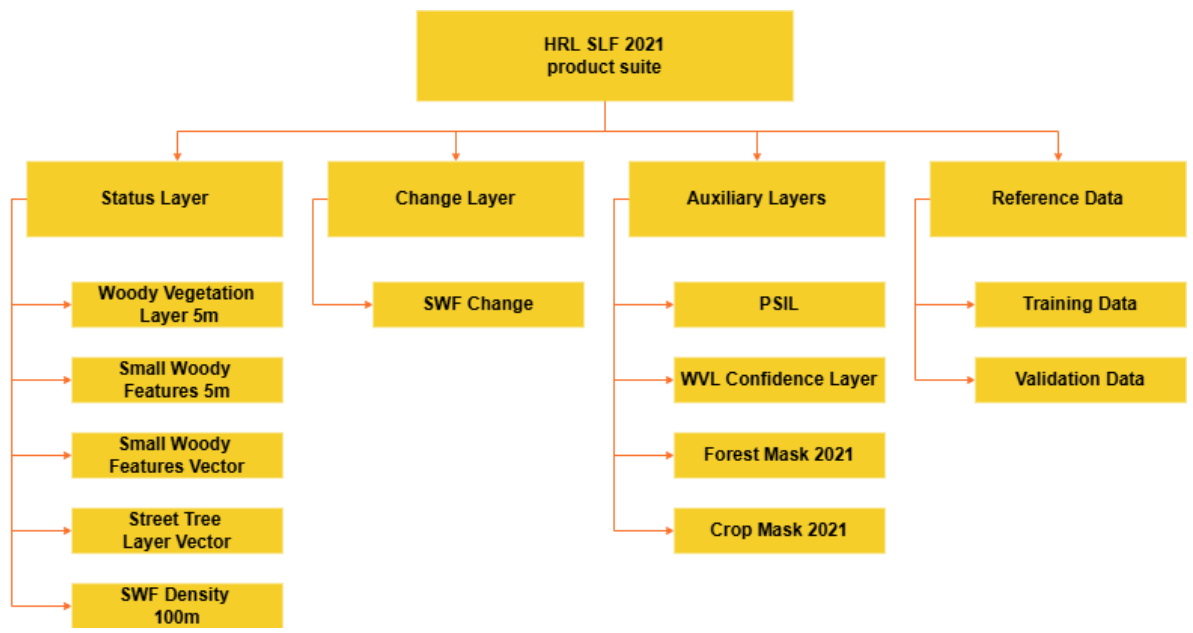 HRL SLF 2021
product suite
Status Layer
Change Layer
Auxiliary Layers
Reference Data
Woody Vegetation
Layer 5m
Small Woody
Features 5m
Small Woody
Features Vector
Street Tree
Layer Vector
SWF Density
100m
SWF Change
PSIL
WVL Confidence Layer
Forest Mask 2021
Crop Mask 2021
Training Data
Validation Data